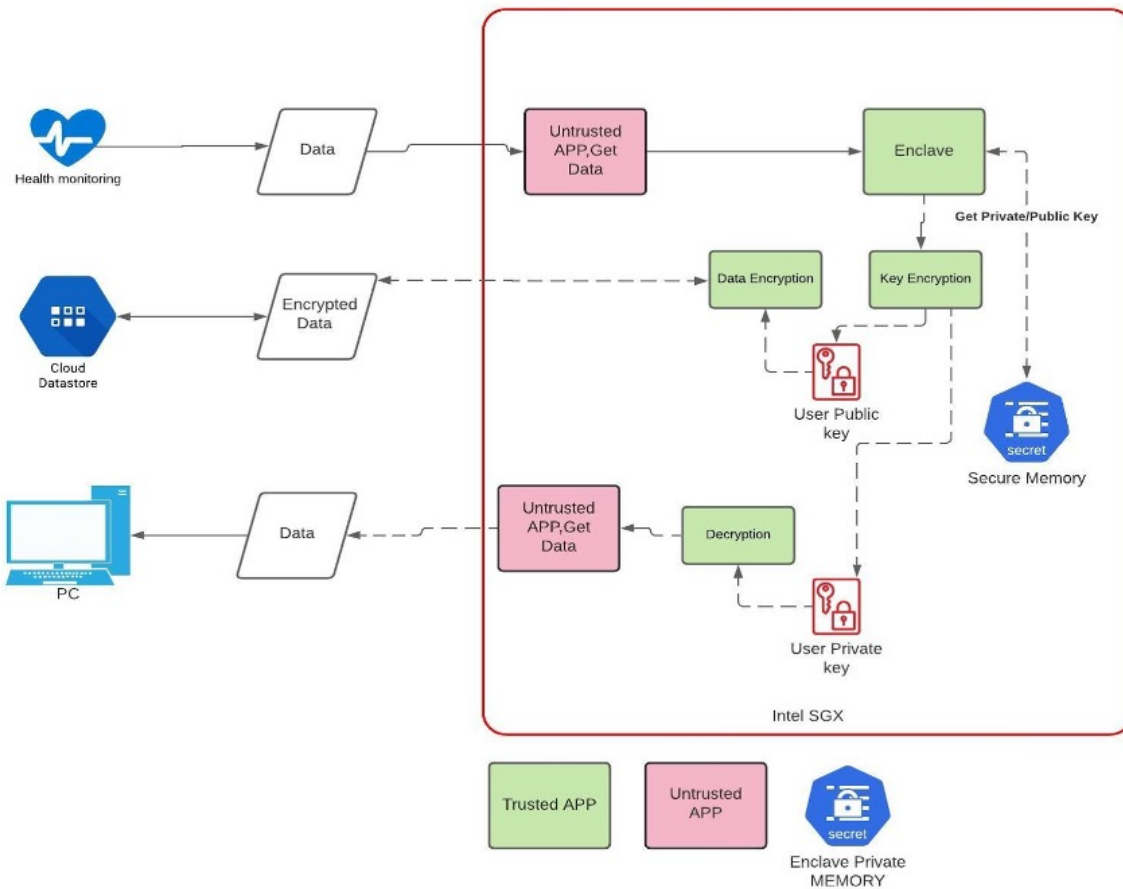 Health monitoring
Data
Untrusted
APP,Get
Data
Enclave
Get Private/Public Key
Cloud
Datastore
Encrypted
Data
Data Encryption
Key Encryption
User Public
key
secret
Secure Memory
PC
Data
Untrusted
APP,Get
Data
Decryption
User Private
key
Intel SGX
Trusted APP
Untrusted
APP
secret
Enclave Private
MEMORY